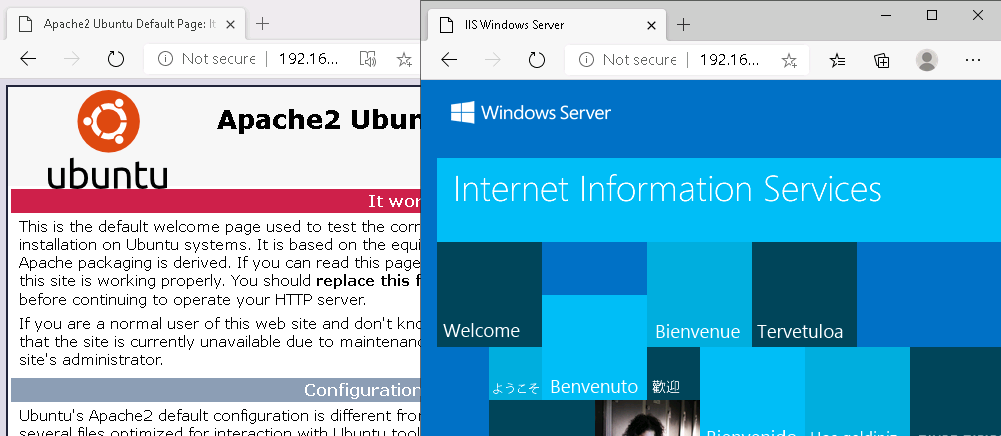 Apache2 Ubuntu Default Page: It
Not secure
192.16...
ubuntu
Apache2 Ubun
It wor
This is the default welcome page used to test the corr
installation on Ubuntu systems. It is based on the equi
Apache packaging is derived. If you can read this page
this site is working properly. You should replace this f
before continuing to operate your HTTP server.
If you are a normal user of this web site and don't kno
that the site is currently unavailable due to maintenanc
site's administrator.
Configuration
Ubuntu's Apache2 default configuration is different from
several files optimized for interaction with Ubuntu tool
IIS Windows Server
Not secure
192.16...
Windows Server
Internet Information Services
Welcome
Bienvenue
Tervetuloa
ようこそ
Benvenuto
歡迎
Bienvenido
Hoş geldiniz